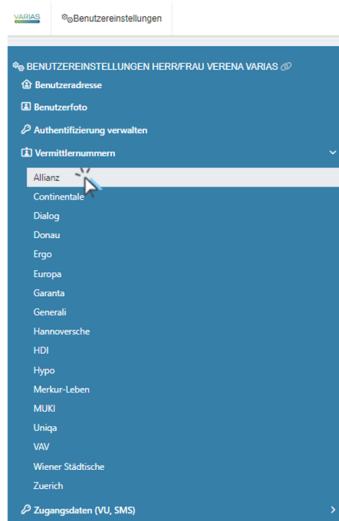 VARIAS
Benutzereinstellungen
BENUTZEREINSTELLUNGEN HERR/FRAU VERENA VARIAS
Benutzeradresse
Benutzerfoto
Authentifizierung verwalten
Vermittlernummern
Allianz
Continentale
Dialog
Donau
Ergo
Europa
Garanta
Generali
Hannoversche
HDI
Hypo
Merkur-Leben
MUKI
Uniqa
VAV
Wiener Städtische
Zuerich
Zugangsdaten (VU, SMS)